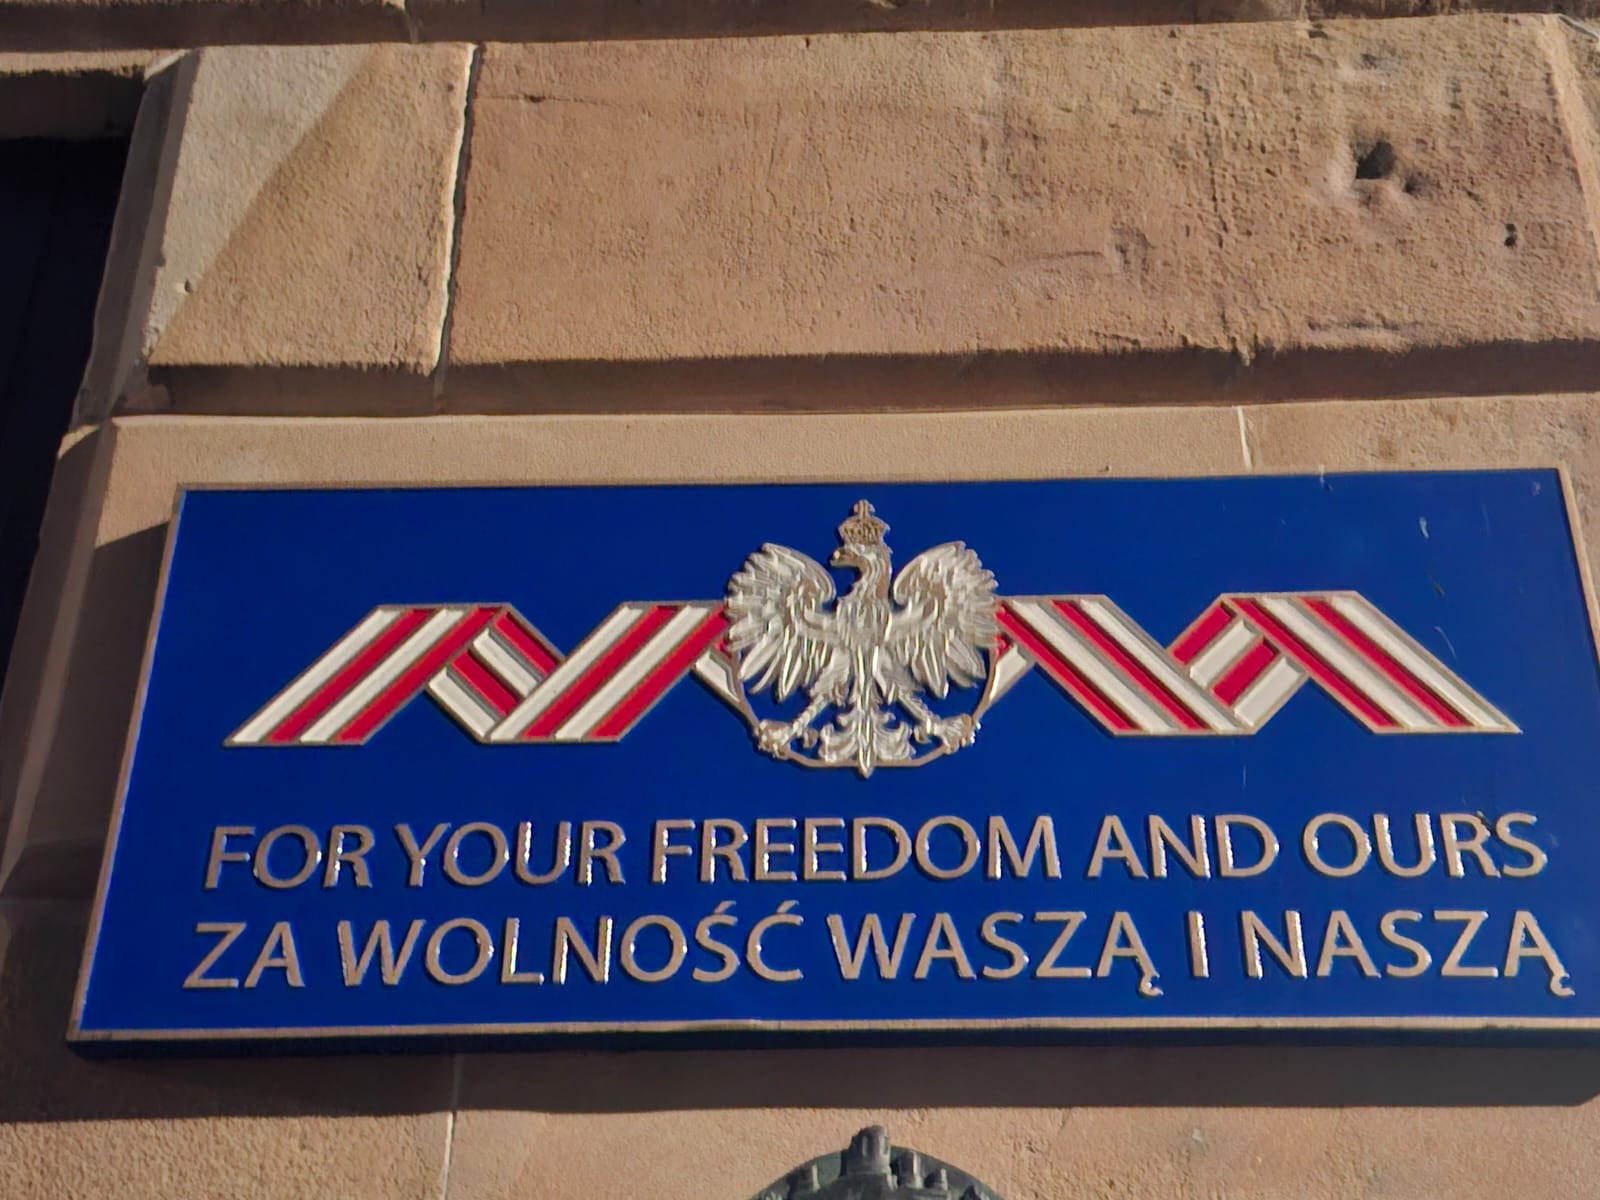 FOR YOUR FREEDOM AND OURS
ZA WOLNOŚĆ WASZĄ I NASZĄ